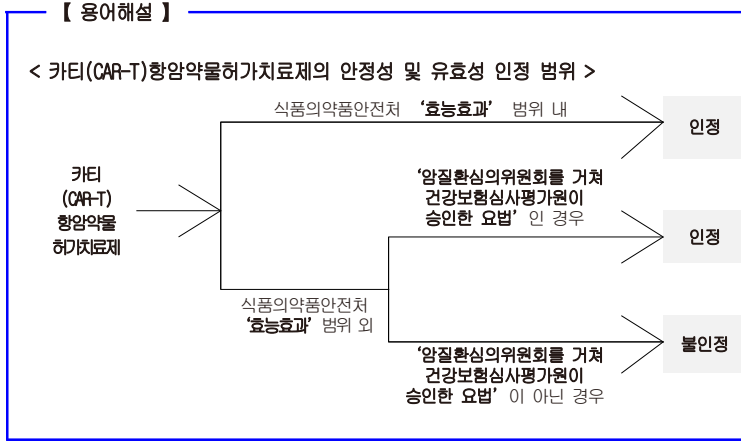 【 용어해설 】
< 카티(CAR-T)항암약물허가치료제의 안정성 및 유효성 인정 범위 >
식품의약품안전처 ‘효능효과’ 범위 내
인정
카티
(CAR-T)
항암약물
허가치료제
‘암질환심의위원회를 거쳐
건강보험심사평가원이
승인한 요법’ 인 경우
인정
식품의약품안전처
‘효능효과’ 범위 외
‘암질환심의위원회를 거쳐
건강보험심사평가원이
승인한 요법’ 이 아닌 경우
불인정